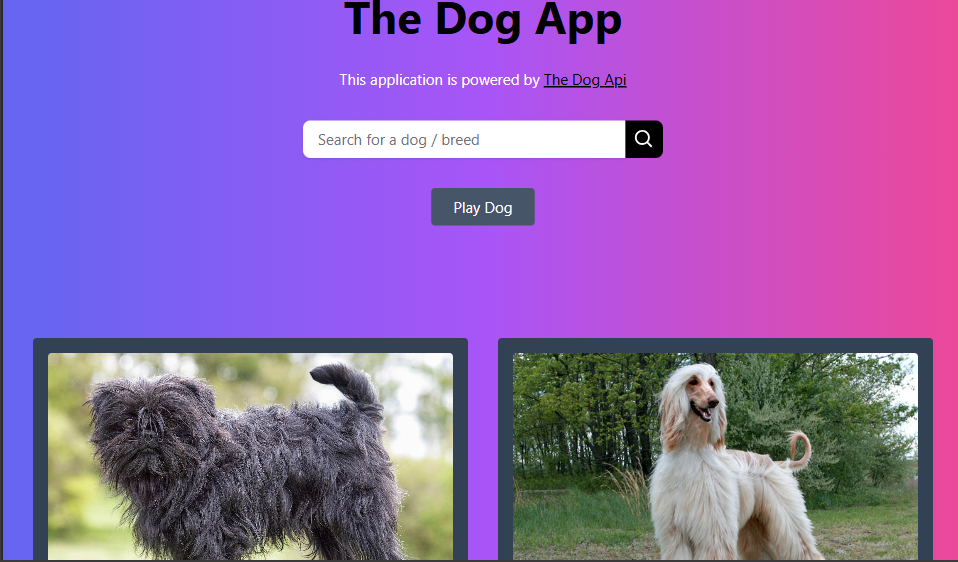 The Dog App
This application is powered by The Dog Api
Search for a dog / breed
Play Dog